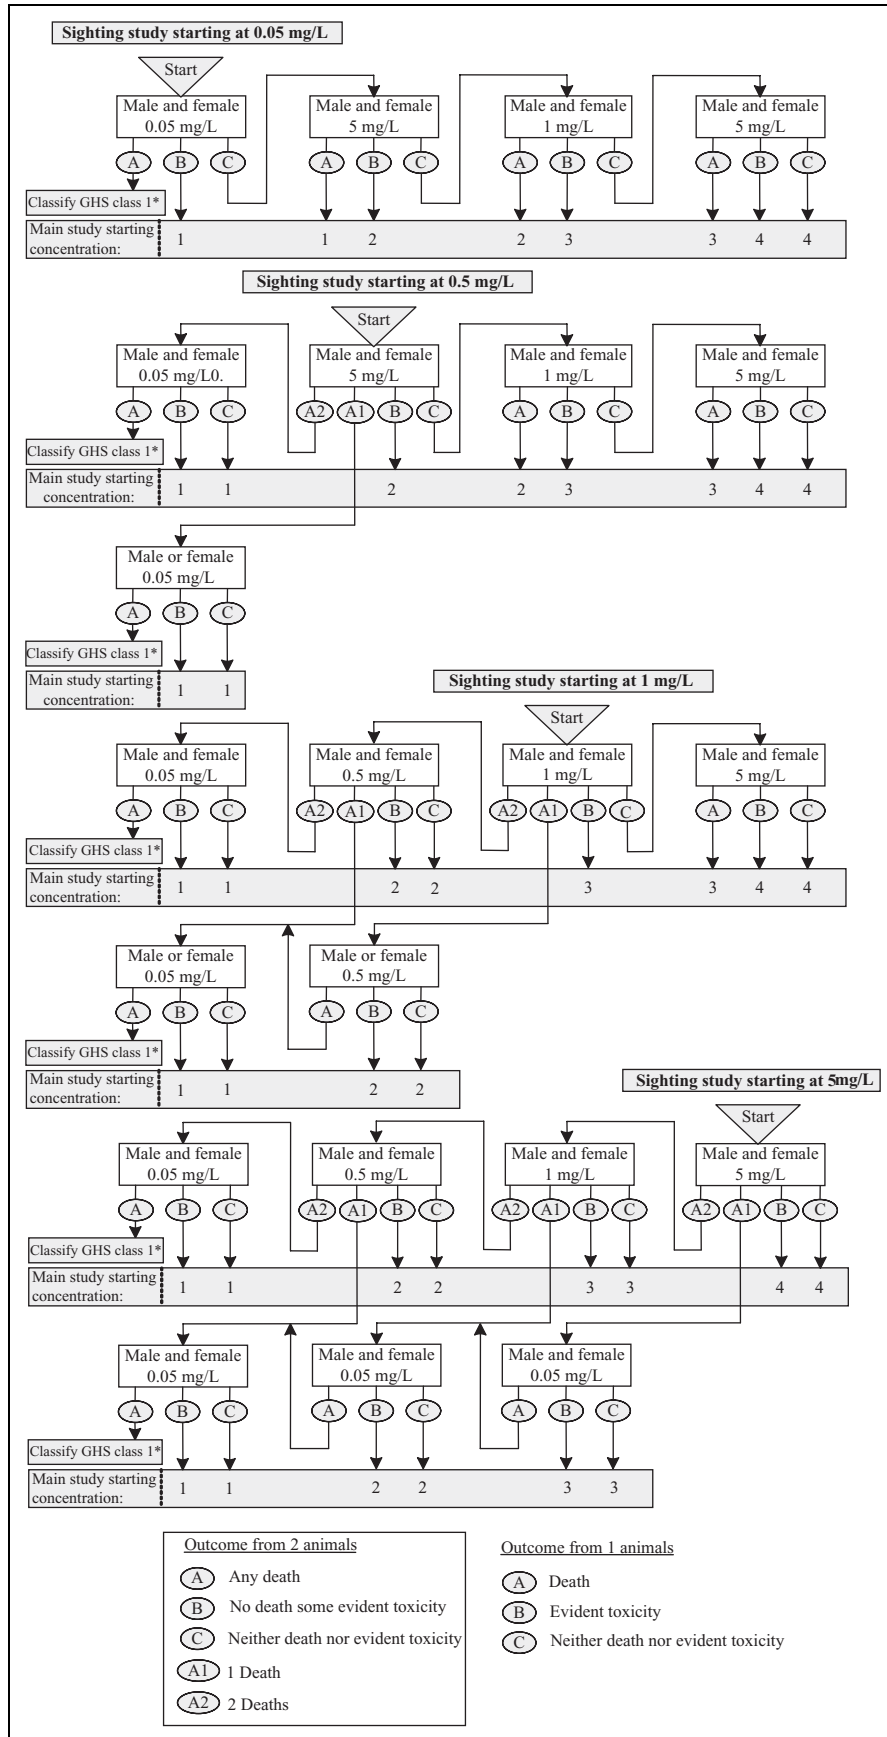 Sighting study starting at 0.05 mg/L
Start
Male and female
0.05 mg/L
Male and female
5 mg/L
Male and female
1 mg/L
Male and female
5 mg/L
A B C A B C A B C A B C
Classify GHS class 1*
Main study starting
concentration:
1 1 2 2 3 3 4 4
Sighting study starting at 0.5 mg/L
Start
Male and female
0.05 mg/L0.
Male and female
5 mg/L
Male and female
1 mg/L
Male and female
5 mg/L
A B C A2 A1 B C A B C A B C
Classify GHS class 1*
Main study starting
concentration:
1 1 2 2 3 3 4 4
Male or female
0.05 mg/L
A B C
Classify GHS class 1*
Main study starting
concentration:
1 1
Sighting study starting at 1 mg/L
Start
Male and female
0.05 mg/L
Male and female
0.5 mg/L
Male and female
1 mg/L
Male and female
5 mg/L
A B C A2 A1 B C A2 A1 B C A B C
Classify GHS class 1*
Main study starting
concentration:
1 1 2 2 3 3 4 4
Male or female
0.05 mg/L
Male or female
0.5 mg/L
A B C A B C
Classify GHS class 1*
Main study starting
concentration:
1 1 2 2
Sighting study starting at 5mg/L
Start
Male and female
0.05 mg/L
Male and female
0.5 mg/L
Male and female
1 mg/L
Male and female
5 mg/L
A B C A2 A1 B C A2 A1 B C A2 A1 B C
Classify GHS class 1*
Main study starting
concentration:
1 1 2 2 3 3 4 4
Male and female
0.05 mg/L
Male and female
0.05 mg/L
Male and female
0.05 mg/L
A B C A B C A B C
Classify GHS class 1*
Main study starting
concentration:
1 1 2 2 3 3
Outcome from 2 animals
A Any death
B No death some evident toxicity
C Neither death nor evident toxicity
A1 1 Death
A2 2 Deaths
Outcome from 1 animals
A Death
B Evident toxicity
C Neither death nor evident toxicity